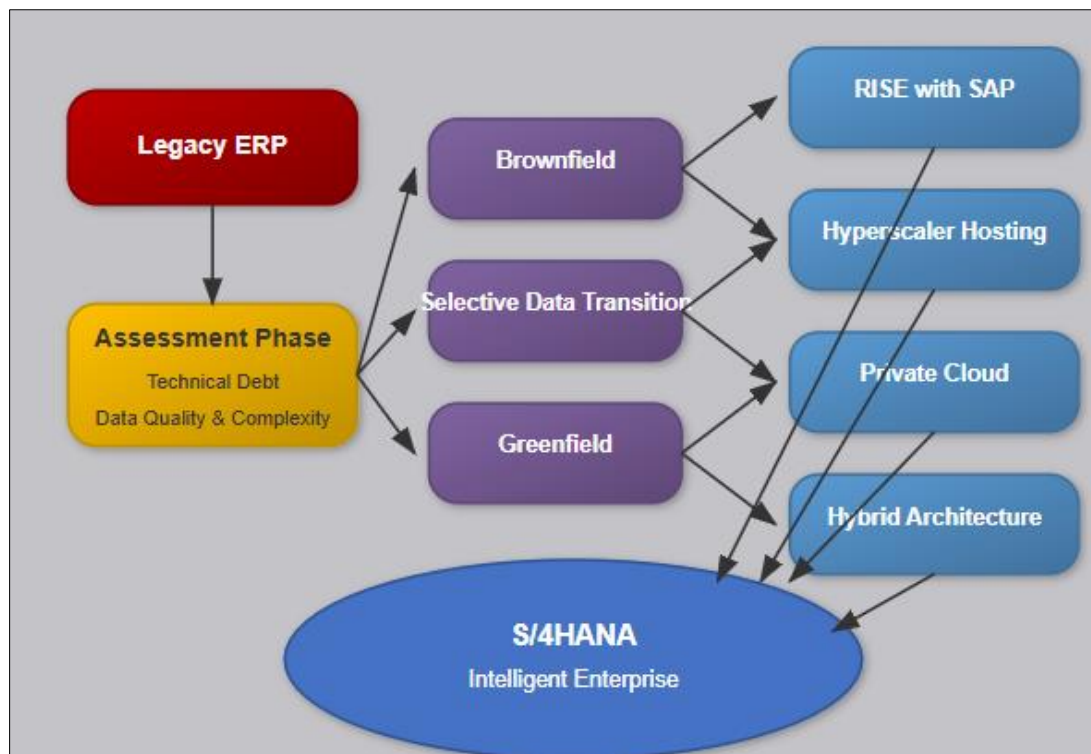 Legacy ERP
Assessment Phase
Technical Debt
Data Quality & Complexity
Brownfield
Selective Data Transition
Greenfield
RISE with SAP
Hyperscaler Hosting
Private Cloud
Hybrid Architecture
S/4HANA
Intelligent Enterprise